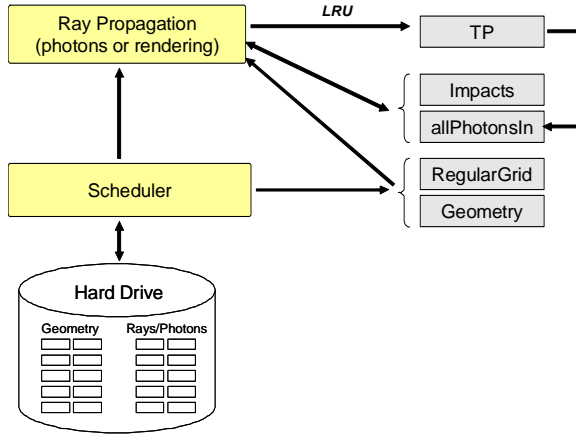 Ray Propagation
(photons or rendering)
LRU
TP
Impacts
allPhotonsIn
Scheduler
RegularGrid
Geometry
Hard Drive
Geometry
Rays/Photons